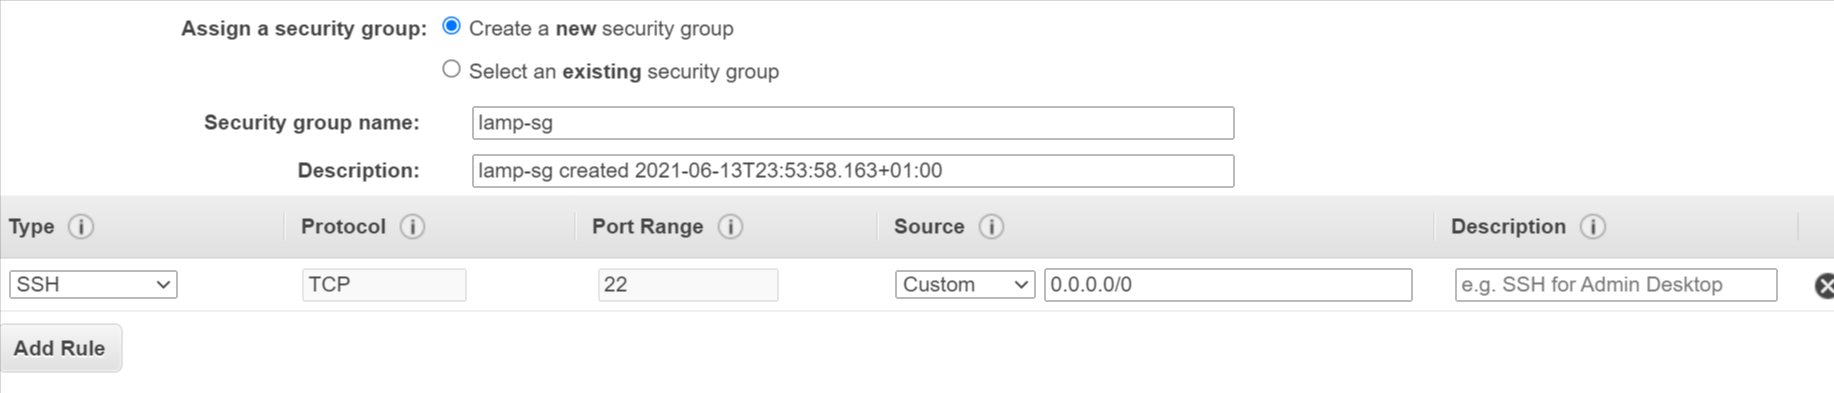 Assign a security group: Create a new security group
Select an existing security group
Security group name: lamp-sg
Description: lamp-sg created 2021-06-13T23:53:58.163+01:00
Type i Protocol i Port Range i Source i Description i
SSH TCP 22 Custom 0.0.0.0/0 e.g. SSH for Admin Desktop
Add Rule